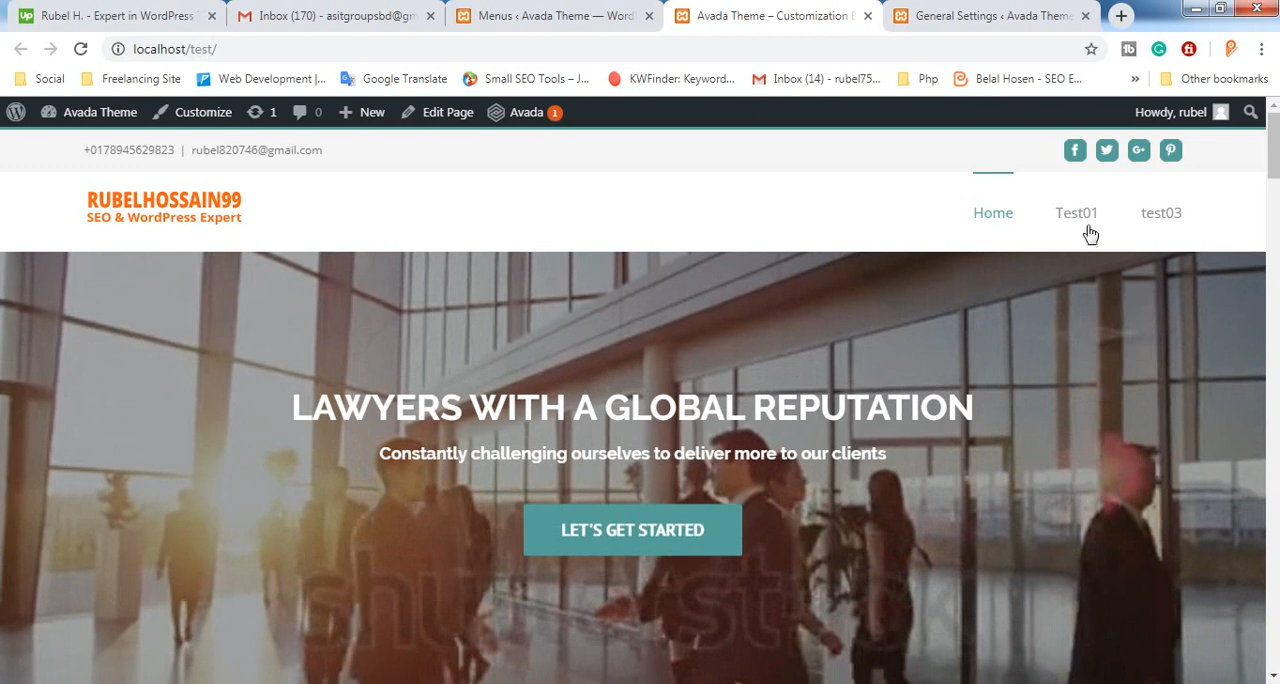 Rubel H. - Expert in WordPress
Inbox (170) - asitgroupsbd@gm
Menus ‹ Avada Theme — Word
Avada Theme – Customization
General Settings ‹ Avada Theme
localhost/test/
Social
Freelancing Site
Web Development |...
Google Translate
Small SEO Tools – J...
KWFinder: Keyword...
Inbox (14) - rubel75...
Php
Belal Hosen - SEO E...
»
Other bookmarks
Avada Theme
Customize
1
0
New
Edit Page
Avada 1
Howdy, rubel
+0178945629823 | rubel820746@gmail.com
RUBELHOSSAIN99
SEO & WordPress Expert
Home
Test01
test03
LAWYERS WITH A GLOBAL REPUTATION
Constantly challenging ourselves to deliver more to our clients
LET'S GET STARTED